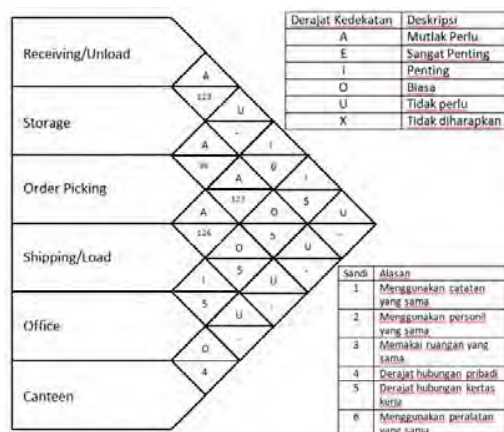 Receiving/Unload
Storage
Order Picking
Shipping/Load
Office
Canteen
A
123
U
-
I
A
A
6
I
123
5
U
A
O
-
126
5
U
O
-
I
5
U
5
U
-
O
-
4
Derajat Kedekatan Deskripsi
A Mutlak Perlu
E Sangat Penting
I Penting
O Biasa
U Tidak perlu
X Tidak diharapkan
Sandi Alasan
1 Menggunakan catatan
yang sama
2 Menggunakan personil
yang sama
3 Memakai ruangan yang
sama
4 Derajat hubungan pribadi
5 Derajat hubungan kertas
kerja
6 Menggunakan peralatan
yang sama